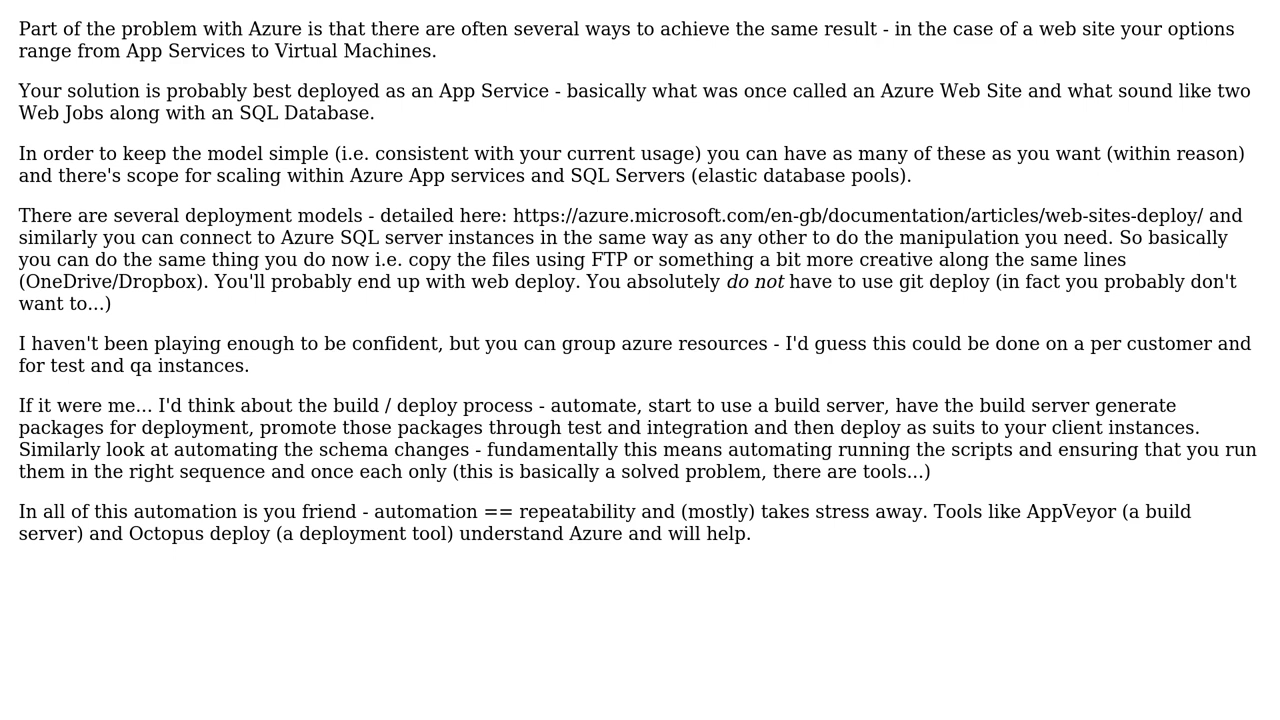 Part of the problem with Azure is that there are often several ways to achieve the same result - in the case of a web site your options
range from App Services to Virtual Machines.
Your solution is probably best deployed as an App Service - basically what was once called an Azure Web Site and what sound like two
Web Jobs along with an SQL Database.
In order to keep the model simple (i.e. consistent with your current usage) you can have as many of these as you want (within reason)
and there's scope for scaling within Azure App services and SQL Servers (elastic database pools).
There are several deployment models - detailed here: https://azure.microsoft.com/en-gb/documentation/articles/web-sites-deploy/ and
similarly you can connect to Azure SQL server instances in the same way as any other to do the manipulation you need. So basically
you can do the same thing you do now i.e. copy the files using FTP or something a bit more creative along the same lines
(OneDrive/Dropbox). You'll probably end up with web deploy. You absolutely do not have to use git deploy (in fact you probably don't
want to...)
I haven't been playing enough to be confident, but you can group azure resources - I'd guess this could be done on a per customer and
for test and qa instances.
If it were me... I'd think about the build / deploy process - automate, start to use a build server, have the build server generate
packages for deployment, promote those packages through test and integration and then deploy as suits to your client instances.
Similarly look at automating the schema changes - fundamentally this means automating running the scripts and ensuring that you run
them in the right sequence and once each only (this is basically a solved problem, there are tools...)
In all of this automation is you friend - automation == repeatability and (mostly) takes stress away. Tools like AppVeyor (a build
server) and Octopus deploy (a deployment tool) understand Azure and will help.